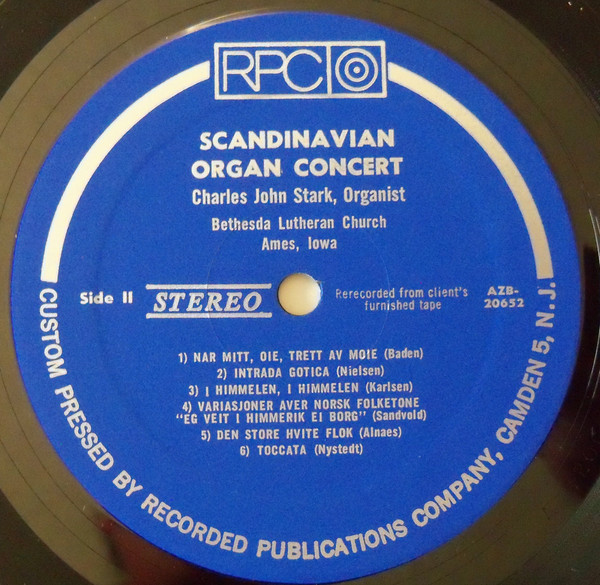 RPC
SCANDINAVIAN
ORGAN CONCERT
Charles John Stark, Organist
Bethesda Lutheran Church
Ames, Iowa
Side II
STEREO
Rerecorded from client's
furnished tape
AZB-
20652
1) NAR MITT, OIE, TRETT AV MOIE (Baden)
2) INTRADA GOTICA (Nielsen)
3) I HIMMELEN, I HIMMELEN (Karlsen)
4) VARIASJONER AVER NORSK FOLKETONE
"EG VEIT I HIMMERIK EI BORG" (Sandvold)
5) DEN STORE HVITE FLOK (Alnaes)
6) TOCCATA (Nystedt)
CUSTOM PRESSED BY RECORDED PUBLICATIONS COMPANY, CAMDEN 5, N.J.